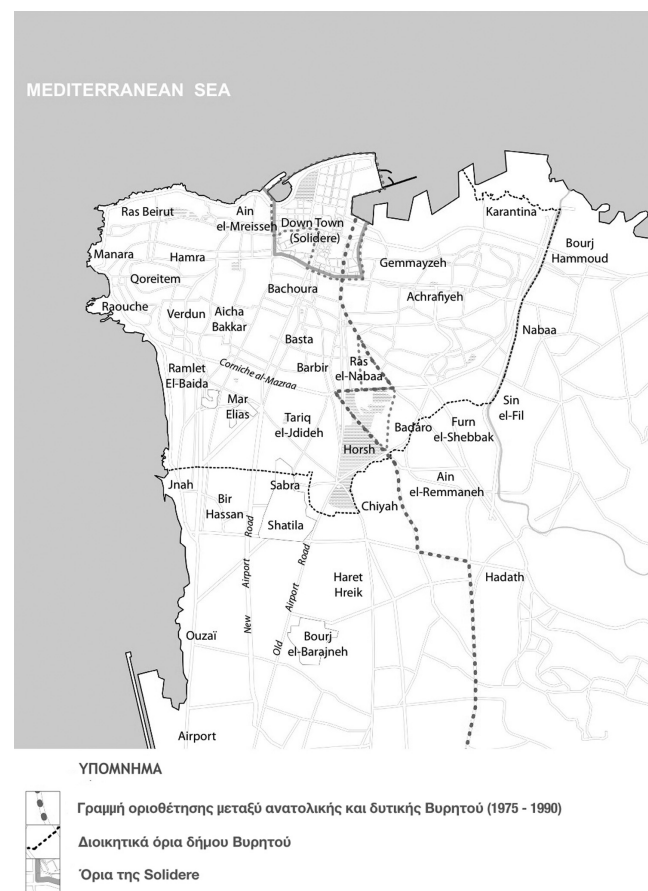 MEDITERRANEAN SEA
Ras Beirut
Ain
el-Mreisseh
Down Town
(Solidere)
Karantina
Bourj
Hammoud
Manara
Hamra
Gemmayzeh
Qoreitem
Bachoura
Achrafiyeh
Raouche
Verdun
Aicha
Bakkar
Nabaa
Basta
Ras
el-Nabaa
Barbir
Ramlet
El-Baida
Corniche al-Mazraa
Mar
Elias
Sin
el-Fil
Tariq
el-Jdideh
Badaro
Furn
el-Shebbak
Horsh
Jnah
Sabra
Ain
el-Remmaneh
Bir
Hassan
Chiyah
Shatila
New Airport Road
Old Airport Road
Haret
Hreik
Hadath
Ouzaï
Bourj
el-Barajneh
Airport
ΥΠΟΜΝΗΜΑ
Γραμμή οριοθέτησης μεταξύ ανατολικής και δυτικής Βυρητού (1975 - 1990)
Διοικητικά όρια δήμου Βυρητού
Όρια της Solidere